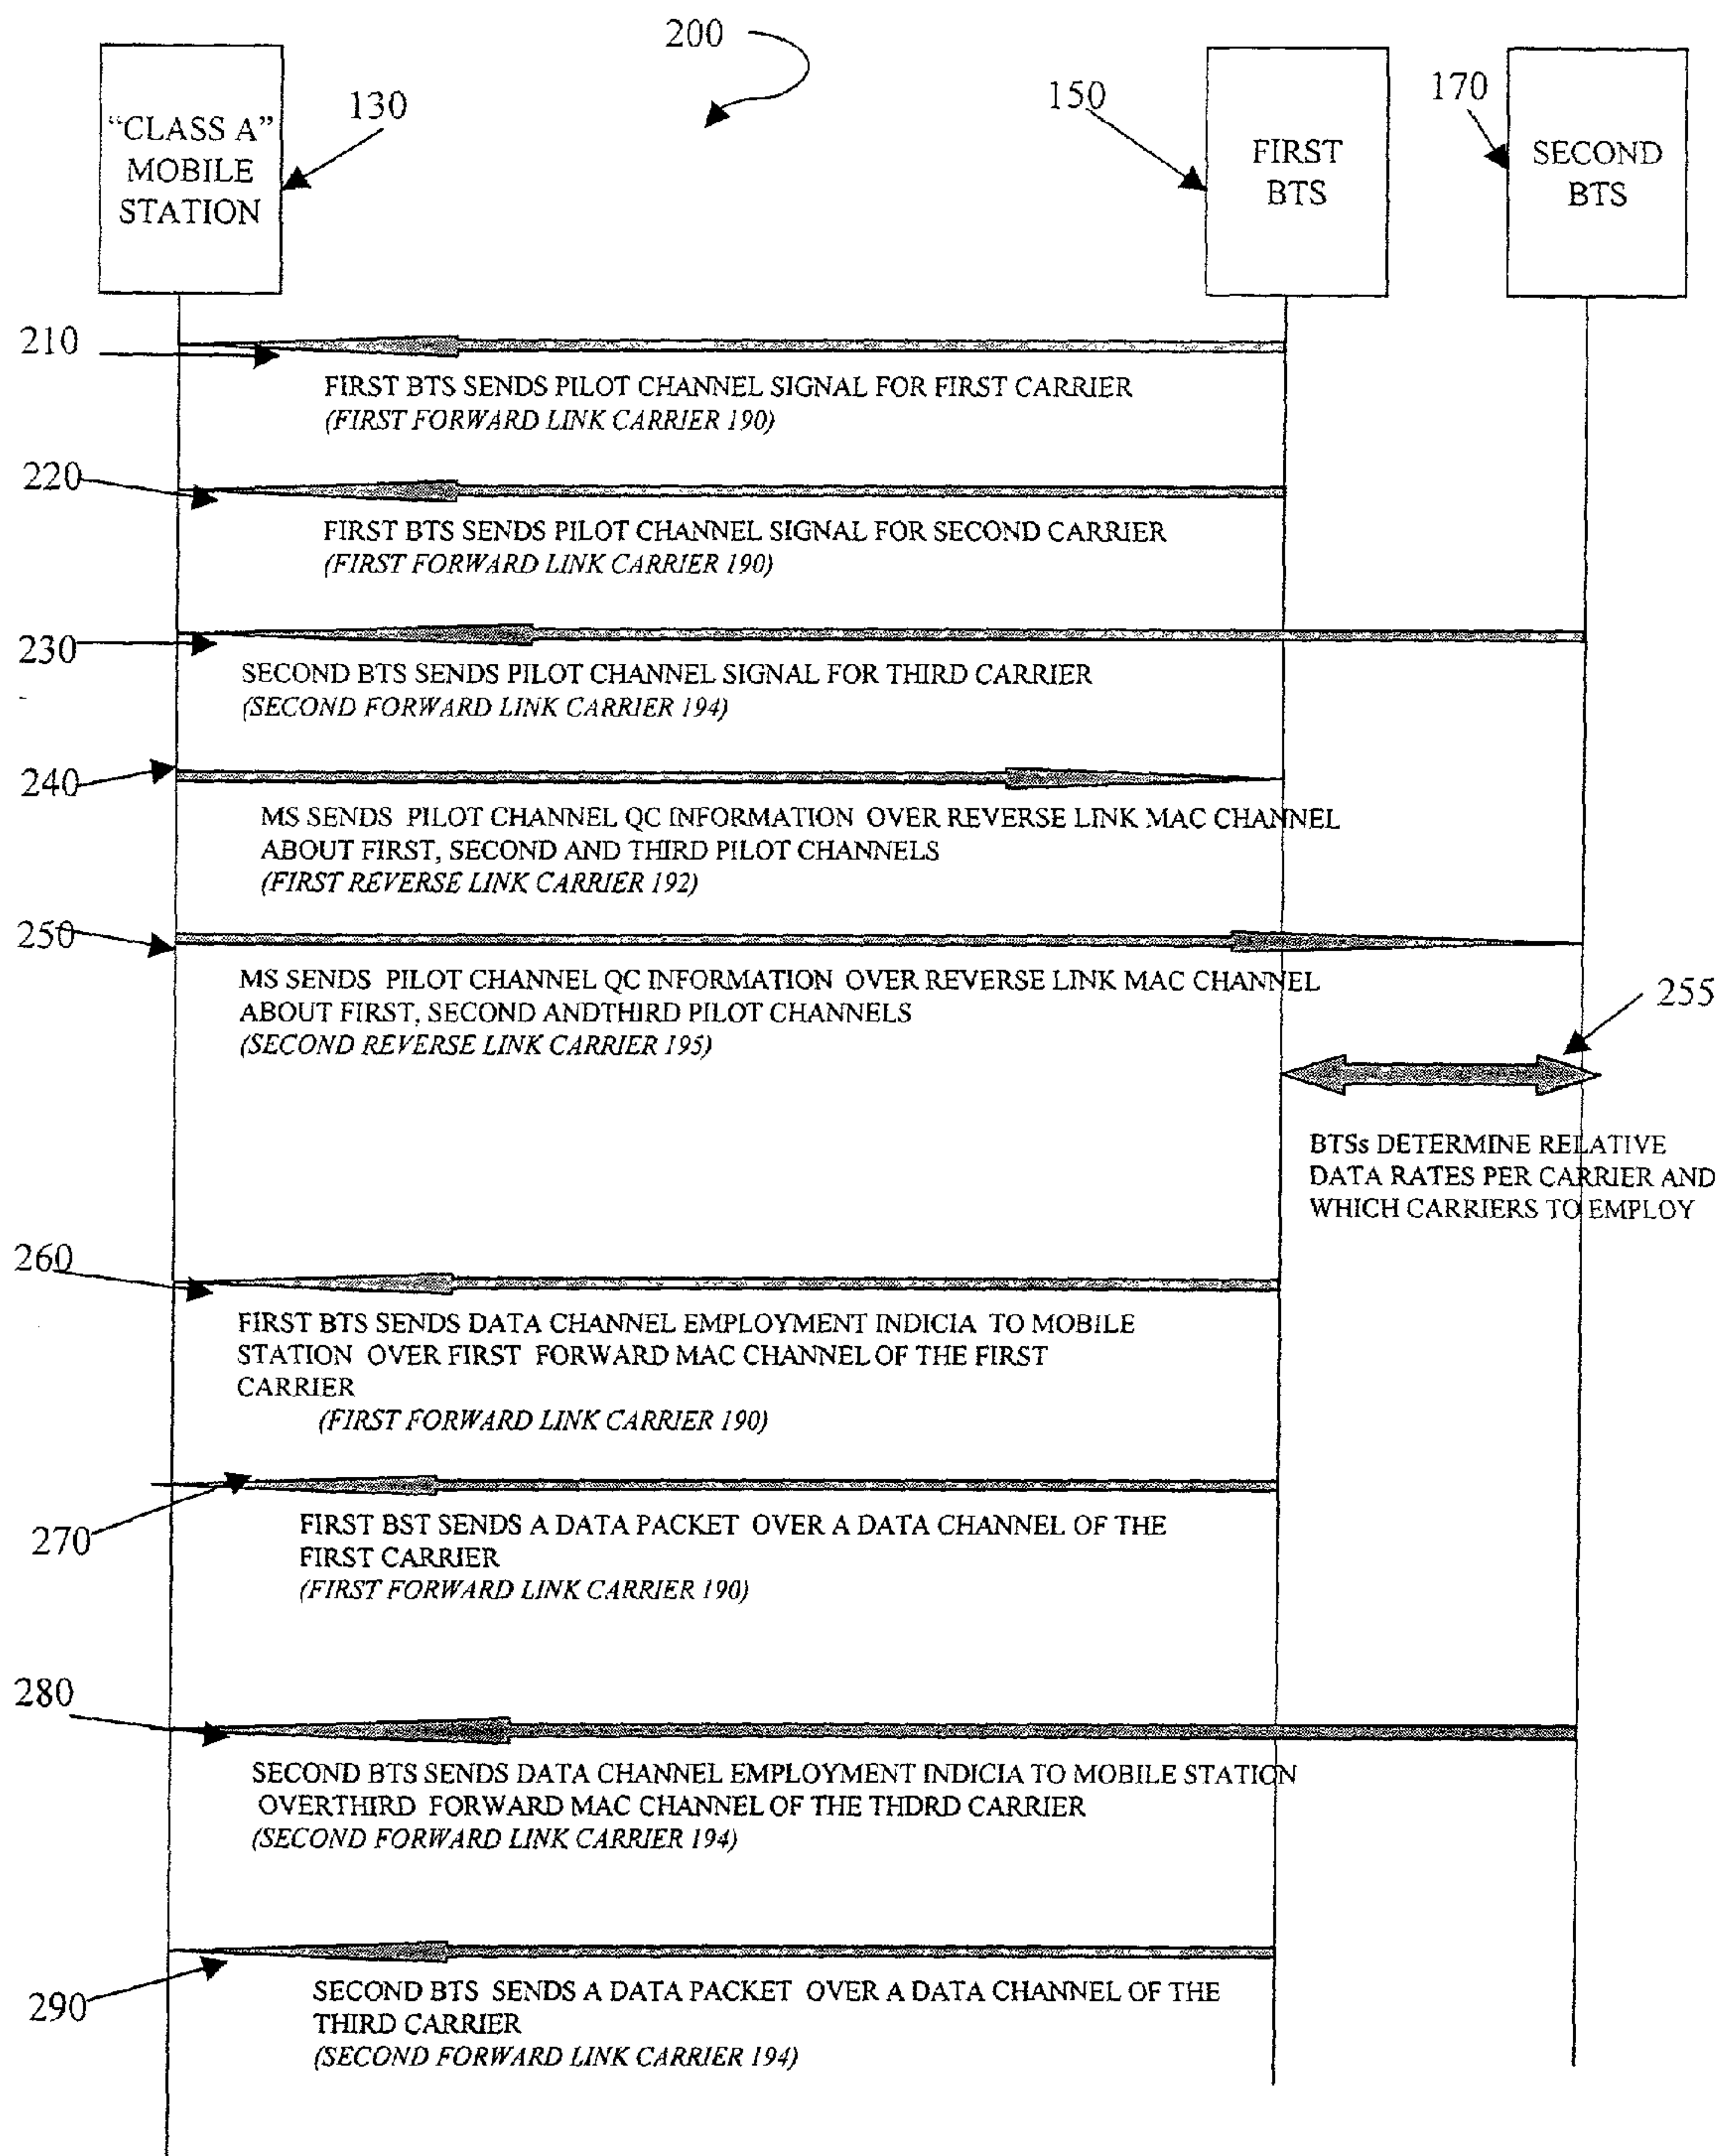 200
"CLASS A"
MOBILE
STATION
130
150
FIRST
BTS
170
SECOND
BTS
210
FIRST BTS SENDS PILOT CHANNEL SIGNAL FOR FIRST CARRIER
(FIRST FORWARD LINK CARRIER 190)
220
FIRST BTS SENDS PILOT CHANNEL SIGNAL FOR SECOND CARRIER
(FIRST FORWARD LINK CARRIER 190)
230
SECOND BTS SENDS PILOT CHANNEL SIGNAL FOR THIRD CARRIER
(SECOND FORWARD LINK CARRIER 194)
240
MS SENDS PILOT CHANNEL QC INFORMATION OVER REVERSE LINK MAC CHANNEL
ABOUT FIRST, SECOND AND THIRD PILOT CHANNELS
(FIRST REVERSE LINK CARRIER 192)
250
MS SENDS PILOT CHANNEL QC INFORMATION OVER REVERSE LINK MAC CHANNEL
ABOUT FIRST, SECOND ANDTHIRD PILOT CHANNELS
(SECOND REVERSE LINK CARRIER 195)
255
BTSs DETERMINE RELATIVE
DATA RATES PER CARRIER AND
WHICH CARRIERS TO EMPLOY
260
FIRST BTS SENDS DATA CHANNEL EMPLOYMENT INDICIA TO MOBILE
STATION OVER FIRST FORWARD MAC CHANNEL OF THE FIRST
CARRIER
(FIRST FORWARD LINK CARRIER 190)
270
FIRST BST SENDS A DATA PACKET OVER A DATA CHANNEL OF THE
FIRST CARRIER
(FIRST FORWARD LINK CARRIER 190)
280
SECOND BTS SENDS DATA CHANNEL EMPLOYMENT INDICIA TO MOBILE STATION
OVERTHIRD FORWARD MAC CHANNEL OF THE THDRD CARRIER
(SECOND FORWARD LINK CARRIER 194)
290
SECOND BTS SENDS A DATA PACKET OVER A DATA CHANNEL OF THE
THIRD CARRIER
(SECOND FORWARD LINK CARRIER 194)